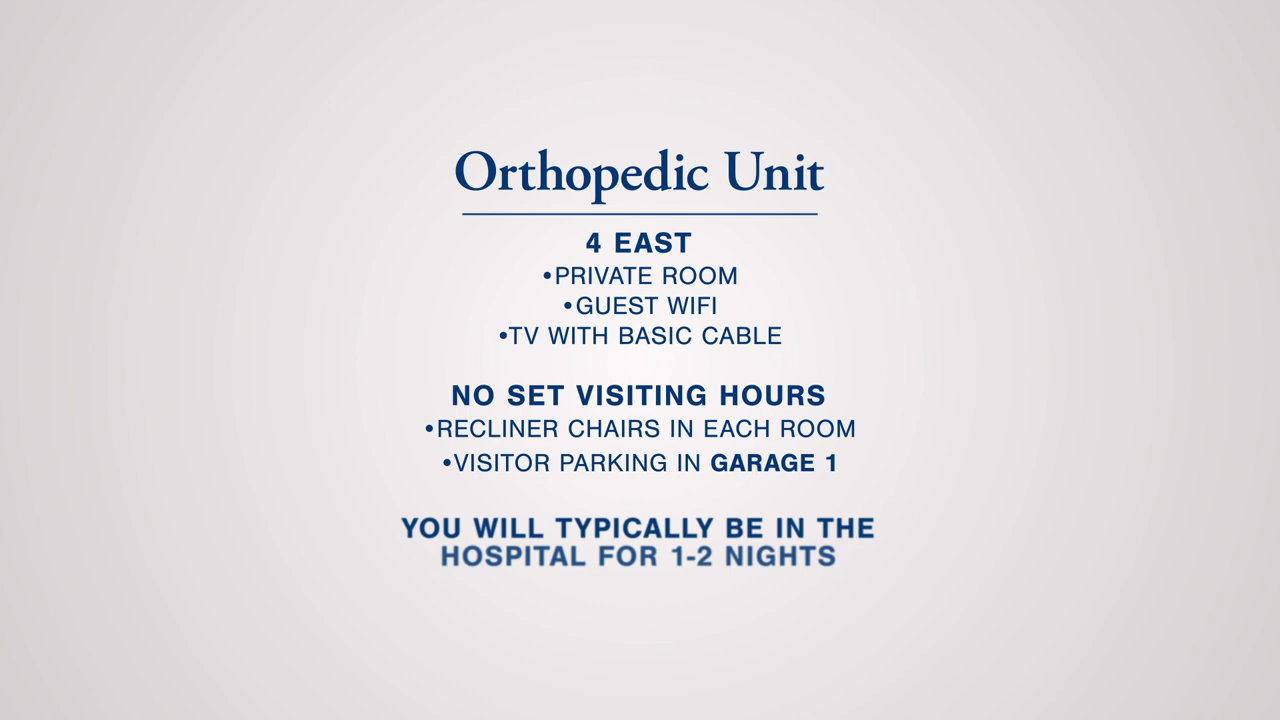 Orthopedic Unit
4 EAST
•PRIVATE ROOM
•GUEST WIFI
•TV WITH BASIC CABLE
NO SET VISITING HOURS
•RECLINER CHAIRS IN EACH ROOM
•VISITOR PARKING IN GARAGE 1
YOU WILL TYPICALLY BE IN THE
HOSPITAL FOR 1-2 NIGHTS